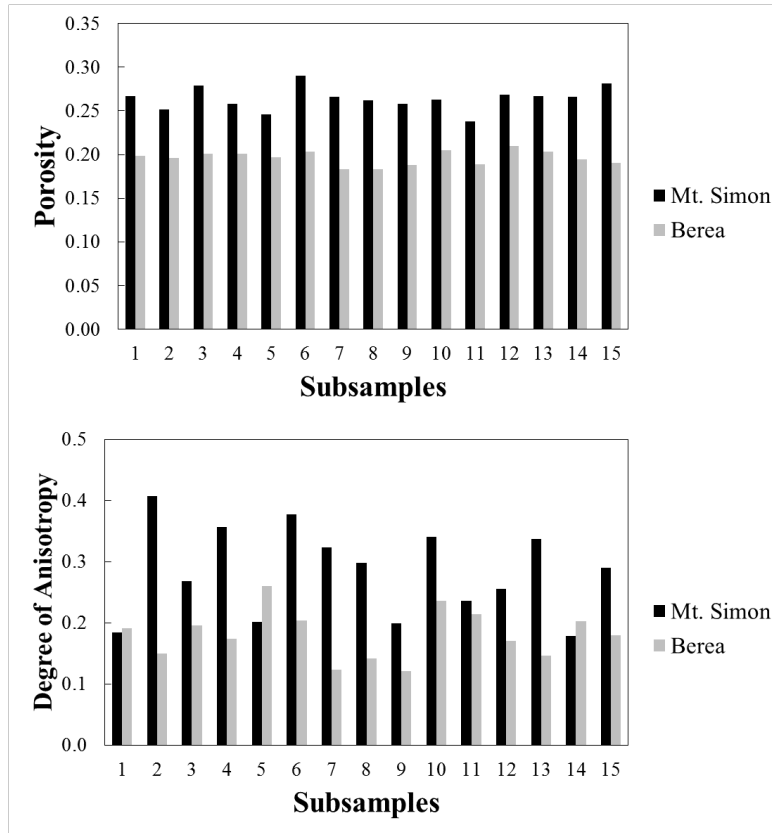 0.35
0.30
0.25
0.20
0.15
0.10
0.05
0.00
Porosity
1 2 3 4 5 6 7 8 9 10 11 12 13 14 15
Subsamples
Mt. Simon
Berea
0.5
0.4
0.3
0.2
0.1
0.0
Degree of Anisotropy
1 2 3 4 5 6 7 8 9 10 11 12 13 14 15
Subsamples
Mt. Simon
Berea